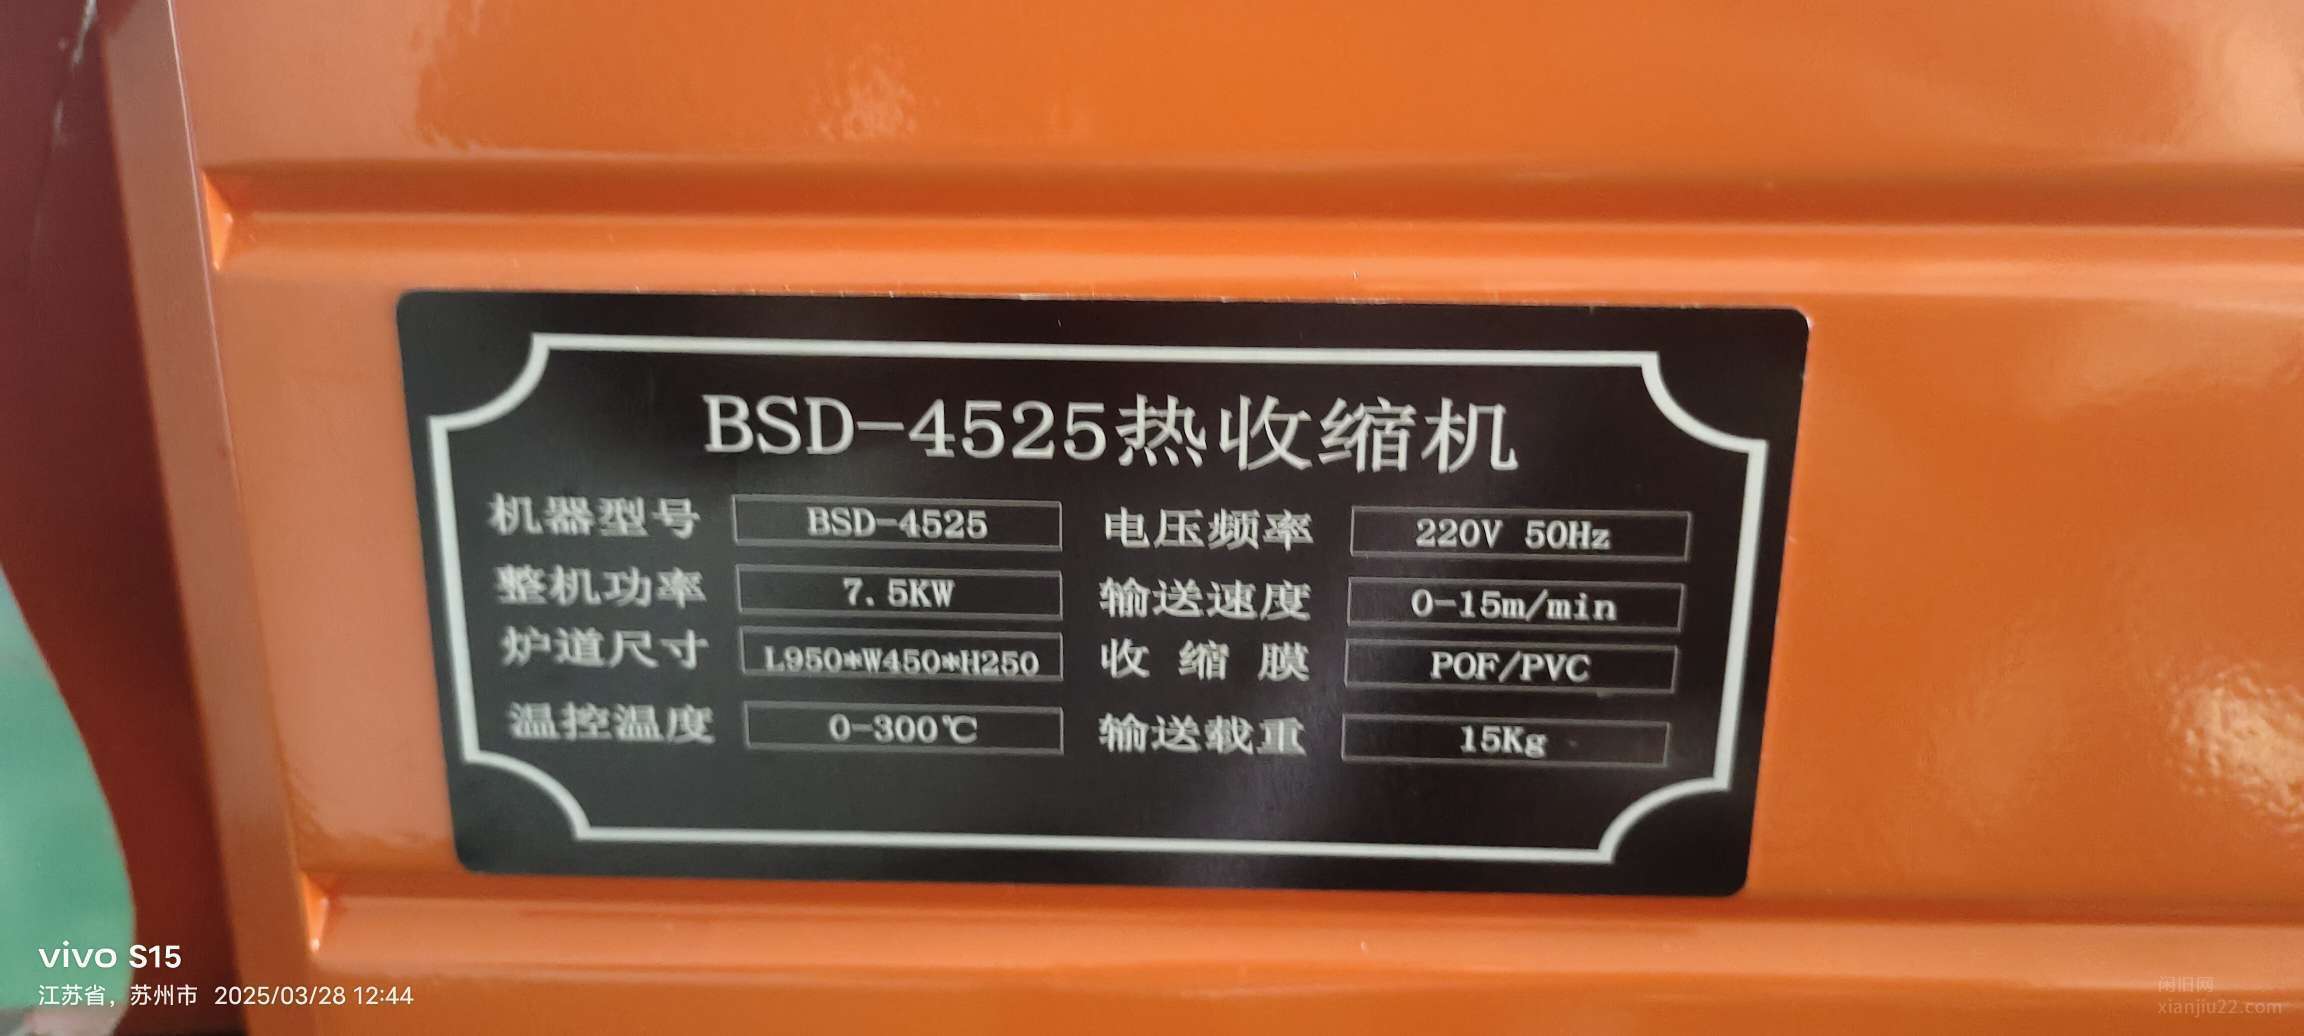 BSD-4525热收缩机
机器型号 BSD-4525 电压频率 220V 50Hz
整机功率 7.5KW 输送速度 0-15m/min
炉道尺寸 L950*W450*H250 收缩膜 POF/PVC
温控温度 0-300℃ 输送载重 15Kg
vivo S15
江苏省，苏州市 2025/03/28 12:44
闲旧网
xianjiu22.com